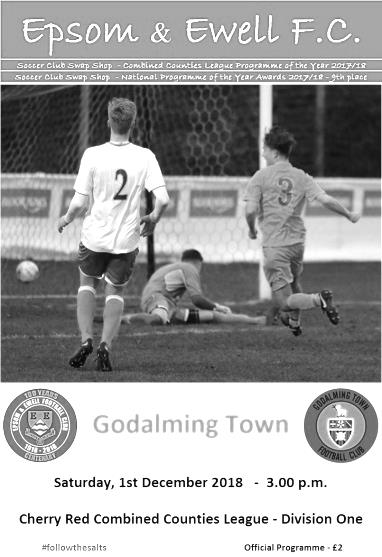 Epsom & Ewell F.C.
Soccer Club Swap Shop - Combined Counties League Programme of the Year 2017/18
Soccer Club Swap Shop - National Programme of the Year Awards 2017/18 - 9th place
2
3
100 YEARS
EPSOM & EWELL FOOTBALL CLUB
E E
1918 - 2018
CENTENARY
Godalming Town
GODALMING TOWN
FOOTBALL CLUB
Saturday, 1st December 2018 - 3.00 p.m.
Cherry Red Combined Counties League - Division One
#followthesalts
Official Programme - £2